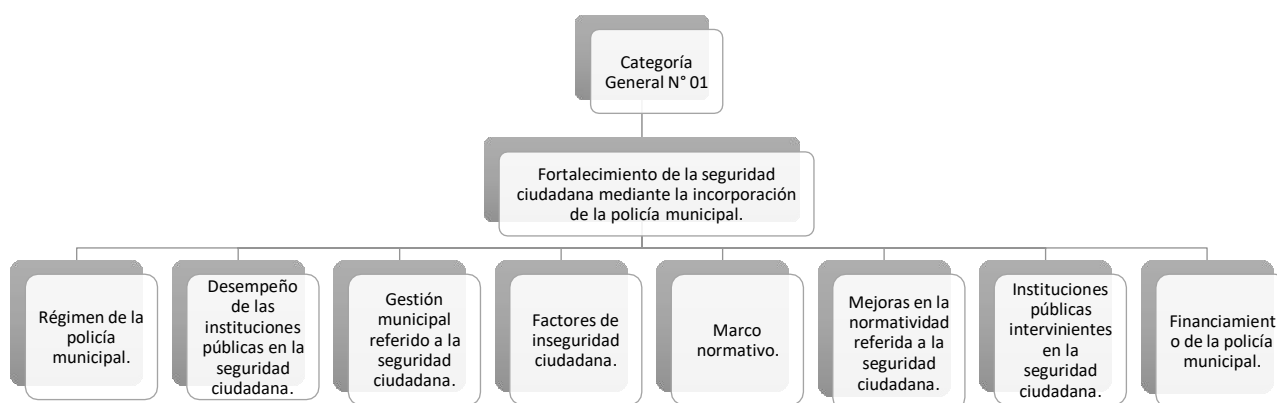 Categoría
General N° 01
Fortalecimiento de la seguridad
ciudadana mediante la incorporación
de la policía municipal.
Régimen de la
policía
municipal.
Desempeño
de las
instituciones
públicas en la
seguridad
ciudadana.
Gestión
municipal
referido a la
seguridad
ciudadana.
Factores de
inseguridad
ciudadana.
Marco
normativo.
Mejoras en la
normatividad
referida a la
seguridad
ciudadana.
Instituciones
públicas
intervinientes
en la
seguridad
ciudadana.
Financiamient
o de la policía
municipal.